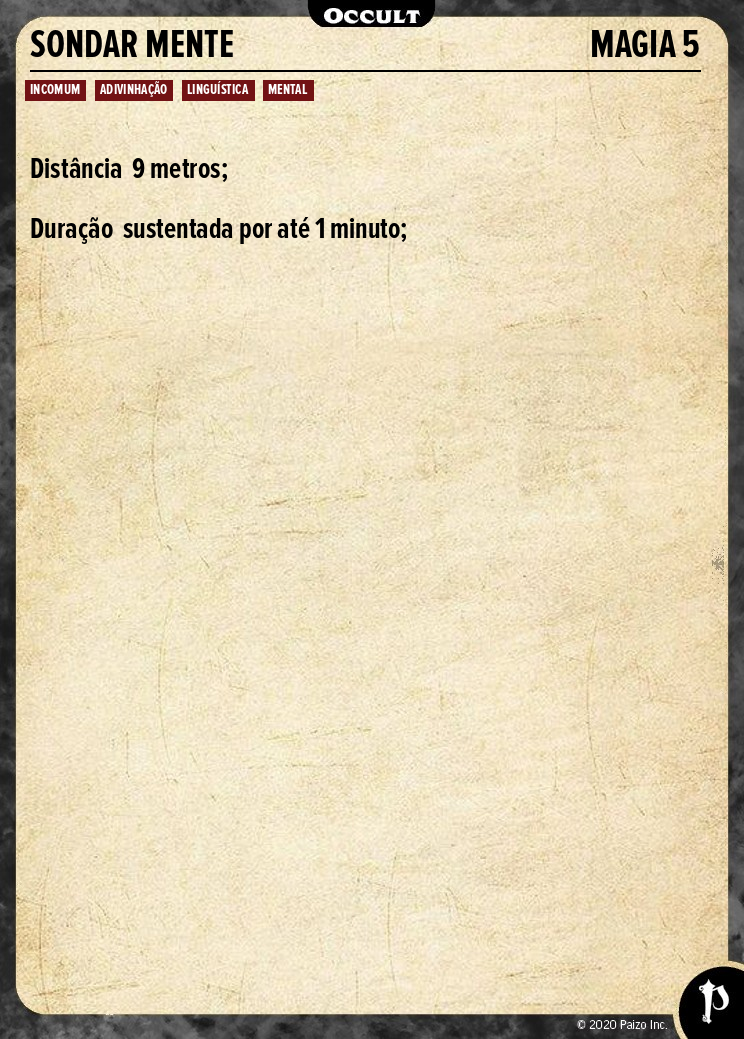 OCCULT
SONDAR MENTE MAGIA 5
INCOMUM ADIVINHAÇÃO LINGUÍSTICA MENTAL
Distância 9 metros;
Duração sustentada por até 1 minuto;
© 2020 Paizo Inc.
P